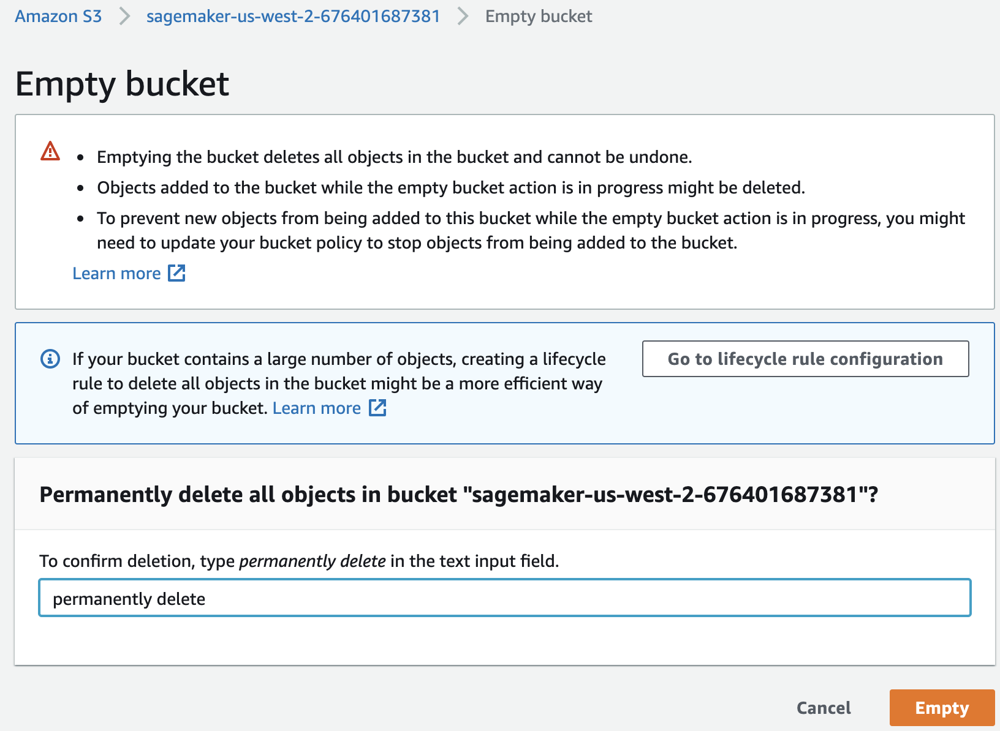 Amazon S3 > sagemaker-us-west-2-676401687381 > Empty bucket
Empty bucket
• Emptying the bucket deletes all objects in the bucket and cannot be undone.
• Objects added to the bucket while the empty bucket action is in progress might be deleted.
• To prevent new objects from being added to this bucket while the empty bucket action is in progress, you might
need to update your bucket policy to stop objects from being added to the bucket.
Learn more
If your bucket contains a large number of objects, creating a lifecycle
rule to delete all objects in the bucket might be a more efficient way
of emptying your bucket. Learn more
Go to lifecycle rule configuration
Permanently delete all objects in bucket "sagemaker-us-west-2-676401687381"?
To confirm deletion, type permanently delete in the text input field.
permanently delete
Cancel
Empty